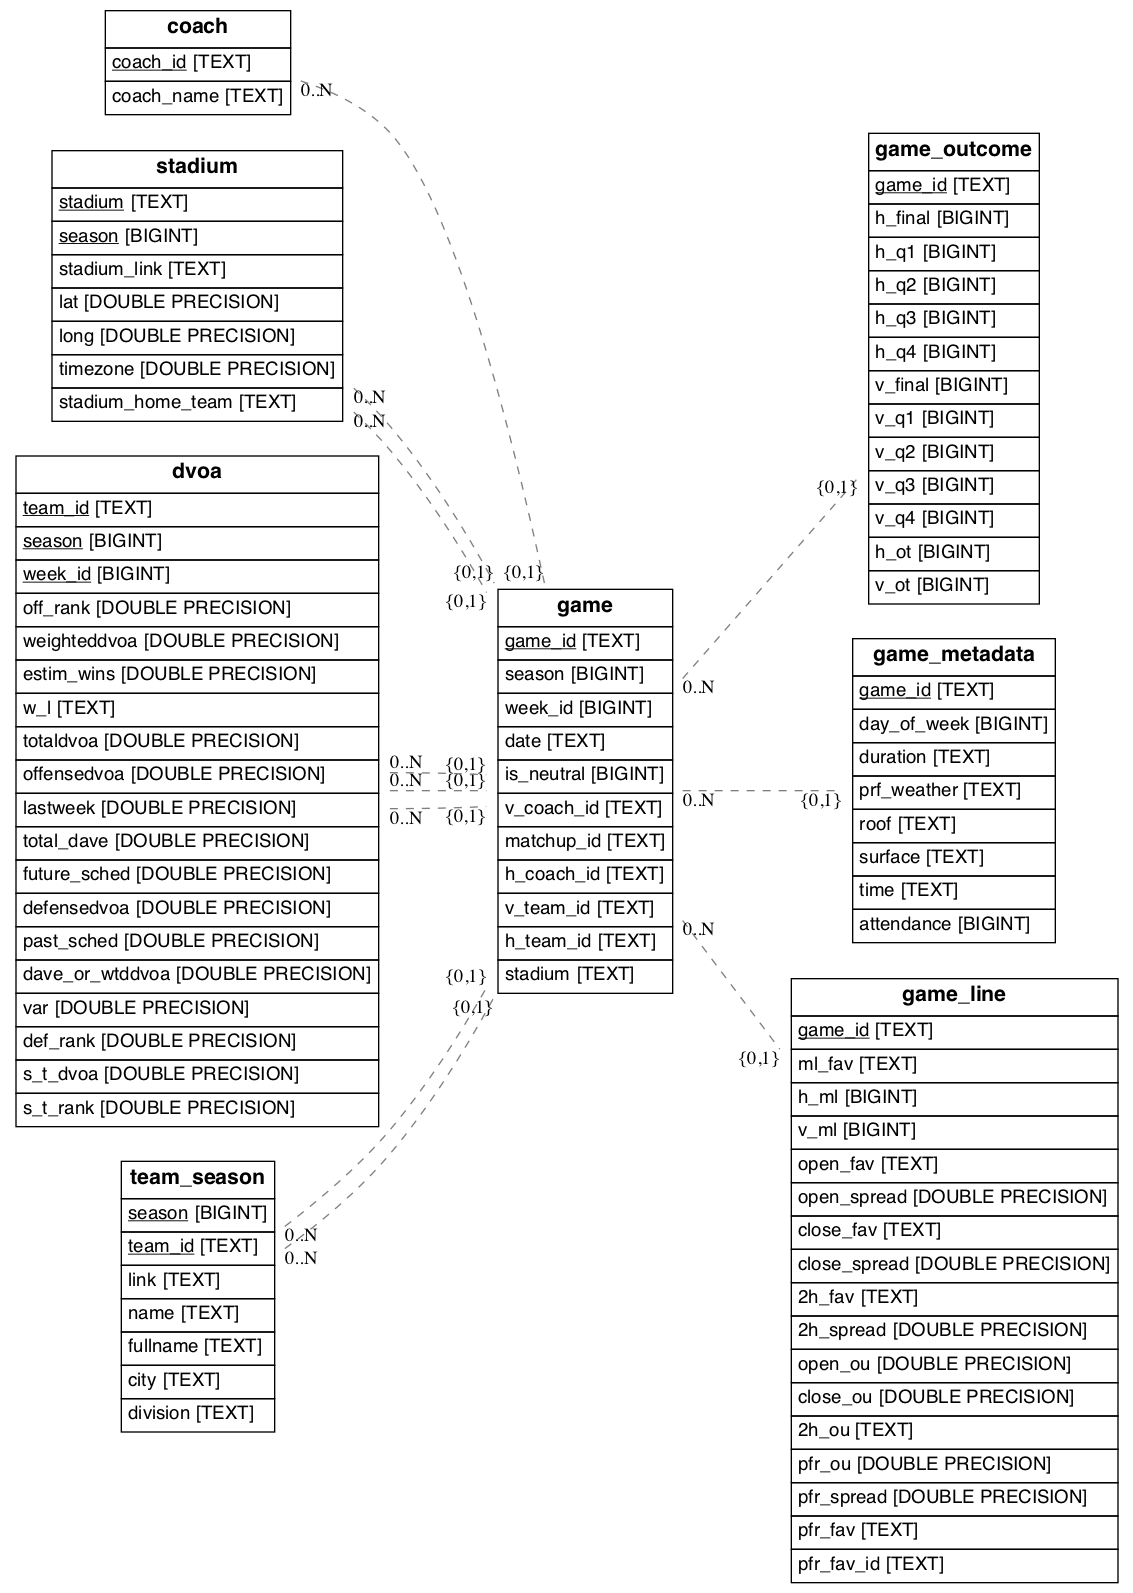 coach
coach_id [TEXT]
coach_name [TEXT]
0..N
stadium
stadium [TEXT]
season [BIGINT]
stadium_link [TEXT]
lat [DOUBLE PRECISION]
long [DOUBLE PRECISION]
timezone [DOUBLE PRECISION]
stadium_home_team [TEXT]
0..N
0..N
dvoa
team_id [TEXT]
season [BIGINT]
week_id [BIGINT]
off_rank [DOUBLE PRECISION]
weighteddvoa [DOUBLE PRECISION]
estim_wins [DOUBLE PRECISION]
w_l [TEXT]
totaldvoa [DOUBLE PRECISION]
offensedvoa [DOUBLE PRECISION]
lastweek [DOUBLE PRECISION]
total_dave [DOUBLE PRECISION]
future_sched [DOUBLE PRECISION]
defensedvoa [DOUBLE PRECISION]
past_sched [DOUBLE PRECISION]
dave_or_wtddvoa [DOUBLE PRECISION]
var [DOUBLE PRECISION]
def_rank [DOUBLE PRECISION]
s_t_dvoa [DOUBLE PRECISION]
s_t_rank [DOUBLE PRECISION]
0..N {0,1}
0..N {0,1}
0..N {0,1}
team_season
season [BIGINT]
team_id [TEXT]
link [TEXT]
name [TEXT]
fullname [TEXT]
city [TEXT]
division [TEXT]
0..N
0..N
{0,1} {0,1}
{0,1}
game
game_id [TEXT]
season [BIGINT]
week_id [BIGINT]
date [TEXT]
is_neutral [BIGINT]
v_coach_id [TEXT]
matchup_id [TEXT]
h_coach_id [TEXT]
v_team_id [TEXT]
h_team_id [TEXT]
stadium [TEXT]
{0,1}
{0,1}
0..N
0..N
0..N
game_outcome
game_id [TEXT]
h_final [BIGINT]
h_q1 [BIGINT]
h_q2 [BIGINT]
h_q3 [BIGINT]
h_q4 [BIGINT]
v_final [BIGINT]
v_q1 [BIGINT]
v_q2 [BIGINT]
v_q3 [BIGINT]
v_q4 [BIGINT]
h_ot [BIGINT]
v_ot [BIGINT]
{0,1}
game_metadata
game_id [TEXT]
day_of_week [BIGINT]
duration [TEXT]
prf_weather [TEXT]
roof [TEXT]
surface [TEXT]
time [TEXT]
attendance [BIGINT]
{0,1}
game_line
game_id [TEXT]
ml_fav [TEXT]
h_ml [BIGINT]
v_ml [BIGINT]
open_fav [TEXT]
open_spread [DOUBLE PRECISION]
close_fav [TEXT]
close_spread [DOUBLE PRECISION]
2h_fav [TEXT]
2h_spread [DOUBLE PRECISION]
open_ou [DOUBLE PRECISION]
close_ou [DOUBLE PRECISION]
2h_ou [TEXT]
pfr_ou [DOUBLE PRECISION]
pfr_spread [DOUBLE PRECISION]
pfr_fav [TEXT]
pfr_fav_id [TEXT]
{0,1}